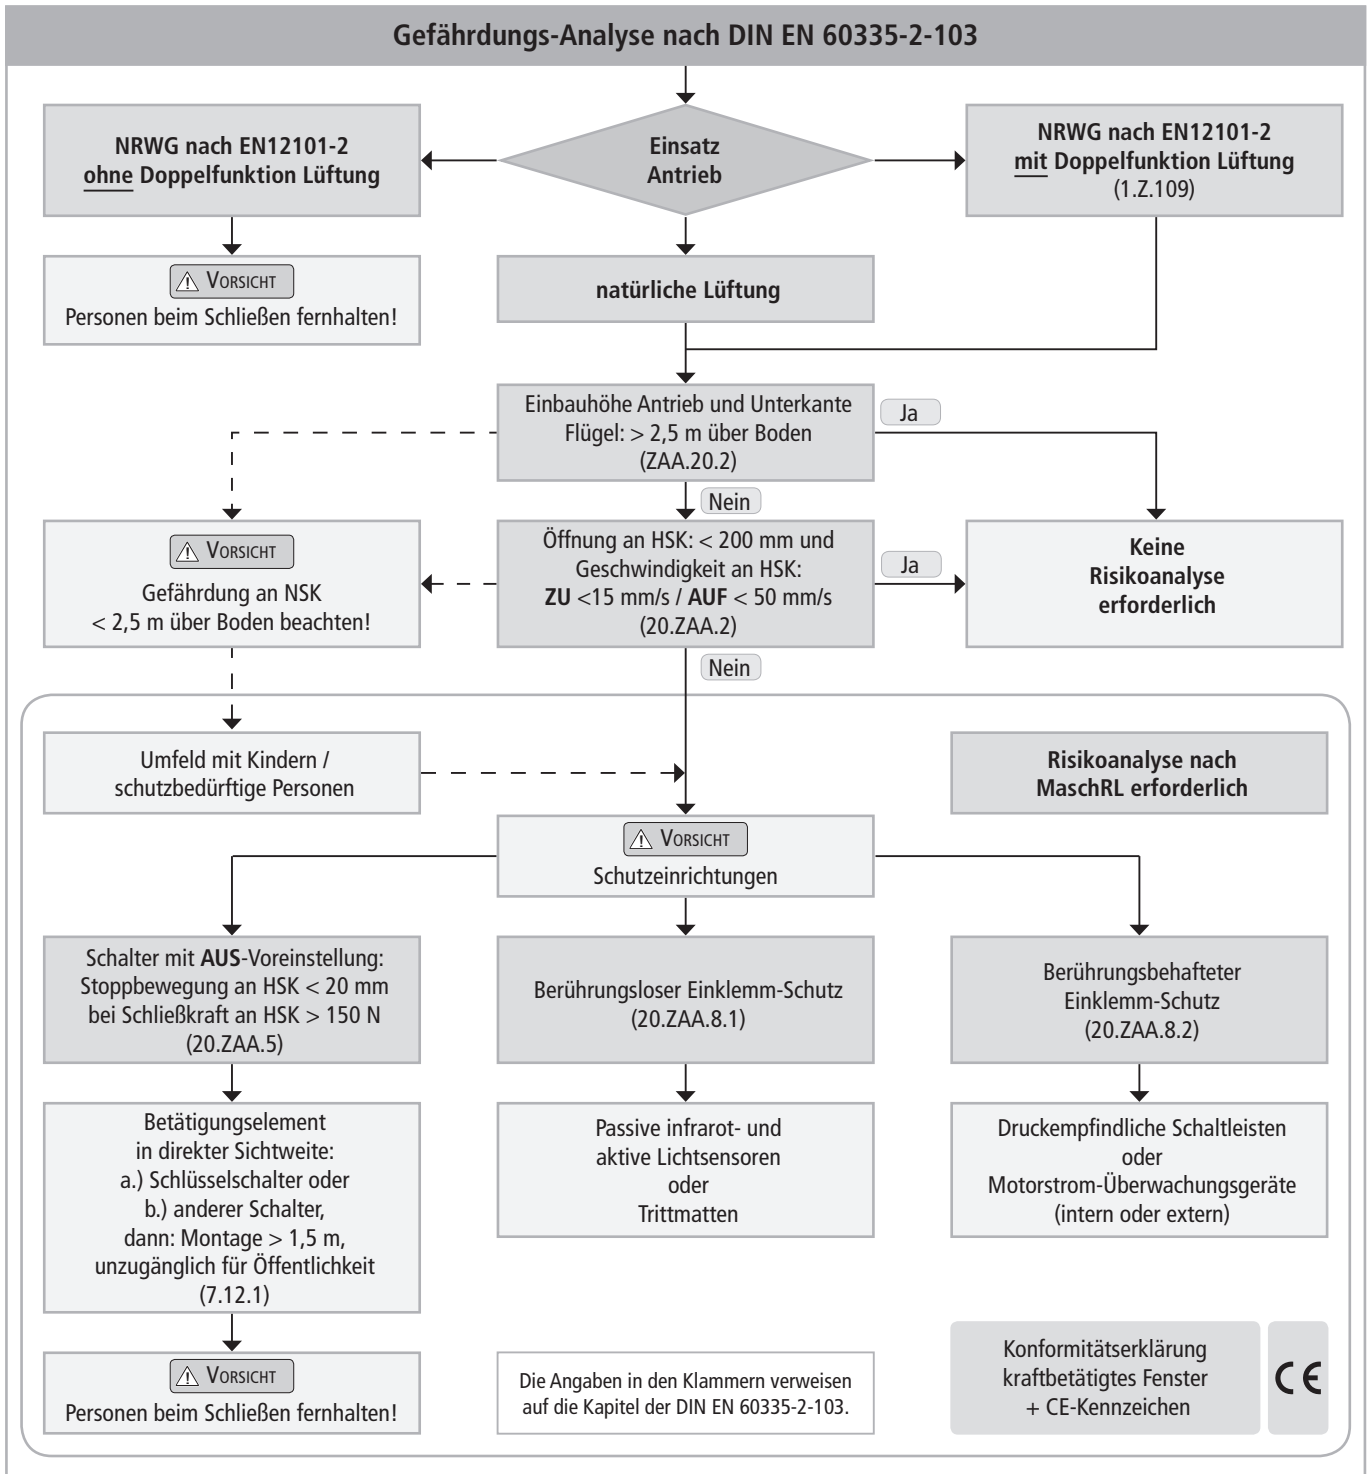 Gefährdungs-Analyse nach DIN EN 60335-2-103
NRWG nach EN12101-2
ohne Doppelfunktion Lüftung
Einsatz
Antrieb
NRWG nach EN12101-2
mit Doppelfunktion Lüftung
(1.Z.109)
VORSICHT
Personen beim Schließen fernhalten!
natürliche Lüftung
Einbauhöhe Antrieb und Unterkante
Flügel: > 2,5 m über Boden
(ZAA.20.2)
Ja
Nein
VORSICHT
Gefährdung an NSK
< 2,5 m über Boden beachten!
Öffnung an HSK: < 200 mm und
Geschwindigkeit an HSK:
ZU <15 mm/s / AUF < 50 mm/s
(20.ZAA.2)
Ja
Keine
Risikoanalyse
erforderlich
Nein
Umfeld mit Kindern /
schutzbedürftige Personen
Risikoanalyse nach
MaschRL erforderlich
VORSICHT
Schutzeinrichtungen
Schalter mit AUS-Voreinstellung:
Stoppbewegung an HSK < 20 mm
bei Schließkraft an HSK > 150 N
(20.ZAA.5)
Berührungsloser Einklemm-Schutz
(20.ZAA.8.1)
Berührungsbehafteter
Einklemm-Schutz
(20.ZAA.8.2)
Betätigungselement
in direkter Sichtweite:
a.) Schlüsselschalter oder
b.) anderer Schalter,
dann: Montage > 1,5 m,
unzugänglich für Öffentlichkeit
(7.12.1)
Passive infrarot- und
aktive Lichtsensoren
oder
Trittmatten
Druckempfindliche Schaltleisten
oder
Motorstrom-Überwachungsgeräte
(intern oder extern)
VORSICHT
Personen beim Schließen fernhalten!
Die Angaben in den Klammern verweisen
auf die Kapitel der DIN EN 60335-2-103.
Konformitätserklärung
kraftbetätigtes Fenster
+ CE-Kennzeichen
CE